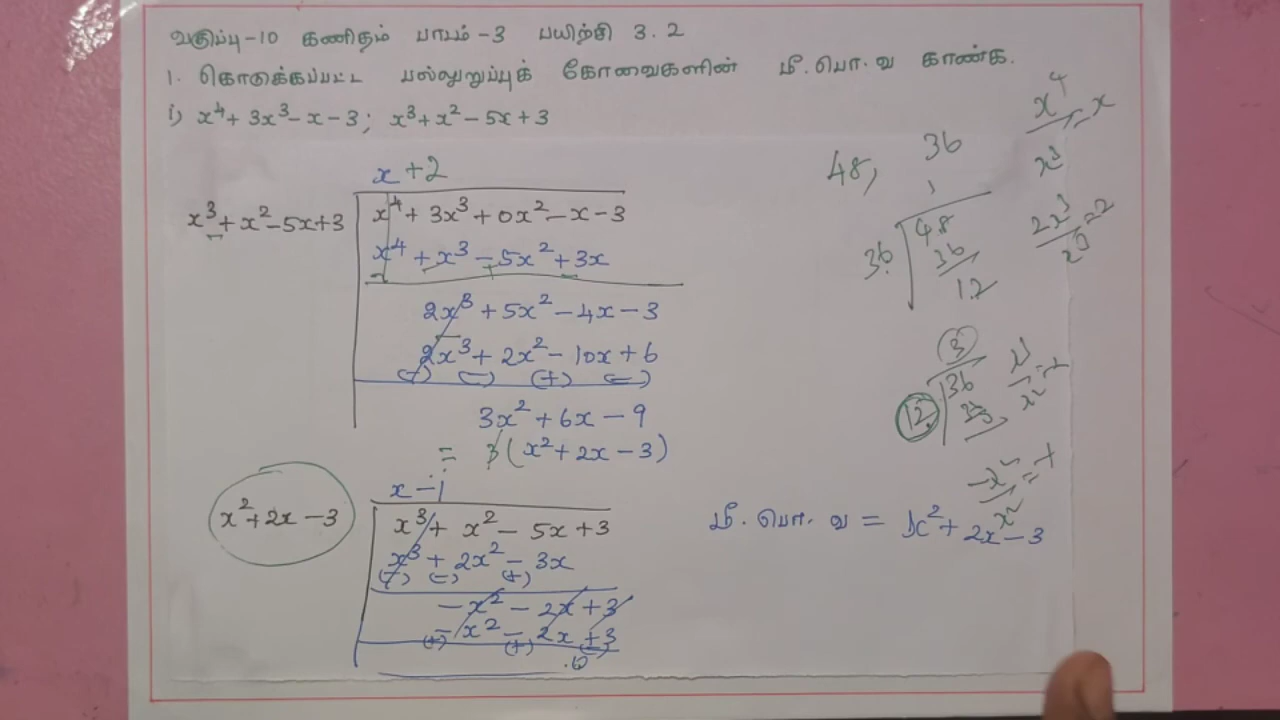 வகுப்பு-10 கணிதம் பாடம்-3 பயிற்சி 3.2
1. கொடுக்கப்பட்ட பல்லுறுப்புக் கோவைகளின் மீ.பொ.வ காண்க.
i) x⁴ + 3x³ - x - 3; x³ + x² - 5x + 3
x + 2
x³ + x² - 5x + 3
x⁴ + 3x³ + 0x² - x - 3
x⁴ + x³ - 5x² + 3x
2x³ + 5x² - 4x - 3
2x³ + 2x² - 10x + 6
(-) (-) (+) (-)
3x² + 6x - 9
= 3(x² + 2x - 3)
x - 1
x² + 2x - 3
x³ + x² - 5x + 3
x³ + 2x² - 3x
(-) (-) (+)
-x² - 2x + 3
-x² - 2x + 3
(+) (+) (-)
0
மீ. பொ. வ = x² + 2x - 3
48, 36
1
36 48
36
12
3
12 36
x⁴/x³ = x